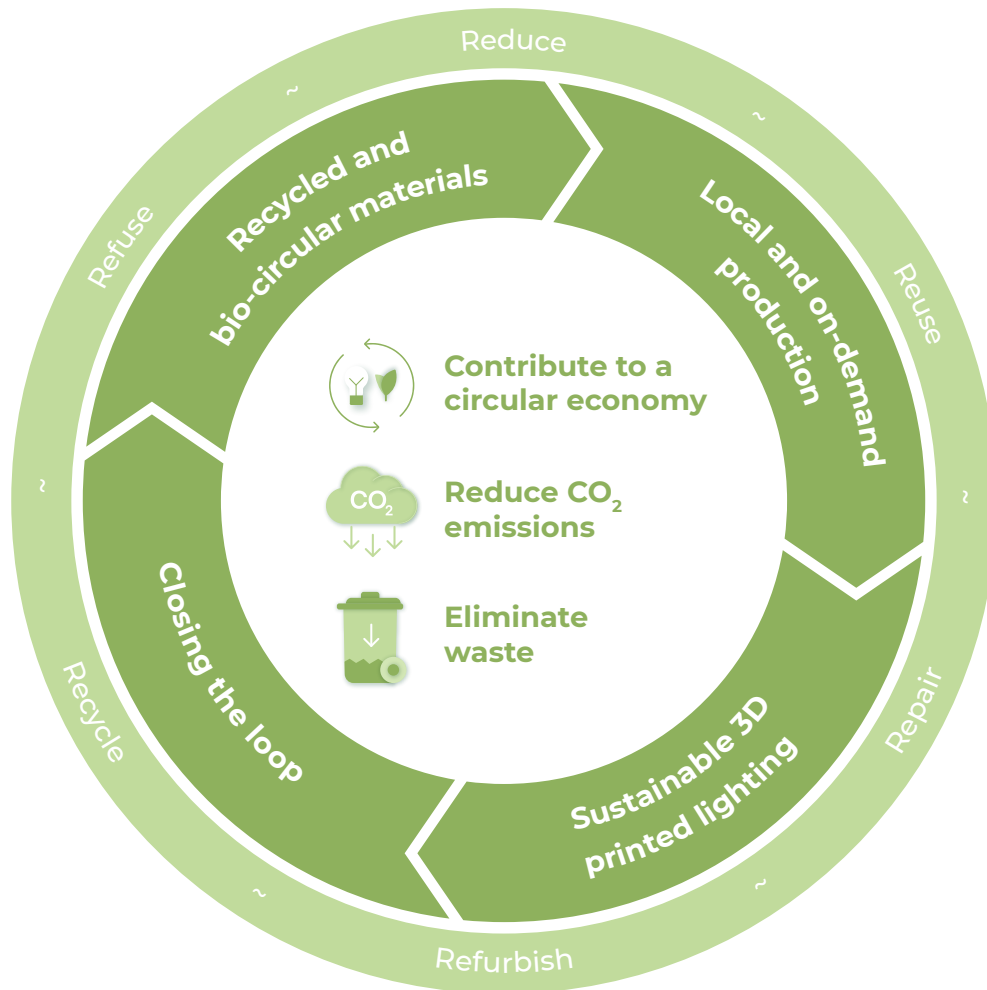 Reduce
~
Reuse
~
Repair
~
Refurbish
~
Recycle
~
Refuse
~
Recycled and
bio-circular materials
Local and on-demand
production
Sustainable 3D
printed lighting
Closing the loop
Contribute to a
circular economy
CO₂
Reduce CO₂
emissions
Eliminate
waste